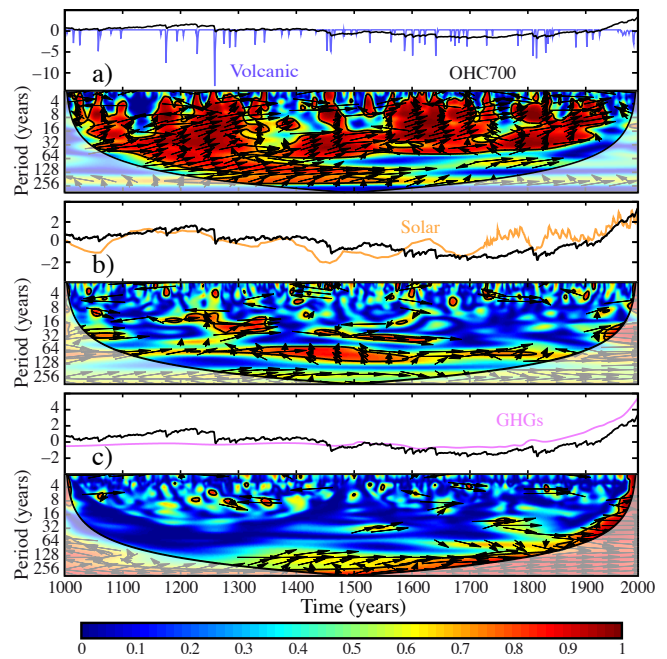 0
−5
−10
a)
Volcanic
OHC700
Period (years)
4
8
16
32
64
128
256
2
0
−2
b)
Solar
Period (years)
4
8
16
32
64
128
256
4
2
0
−2
c)
GHGs
Period (years)
4
8
16
32
64
128
256
1000 1100 1200 1300 1400 1500 1600 1700 1800 1900 2000
Time (years)
0 0.1 0.2 0.3 0.4 0.5 0.6 0.7 0.8 0.9 1